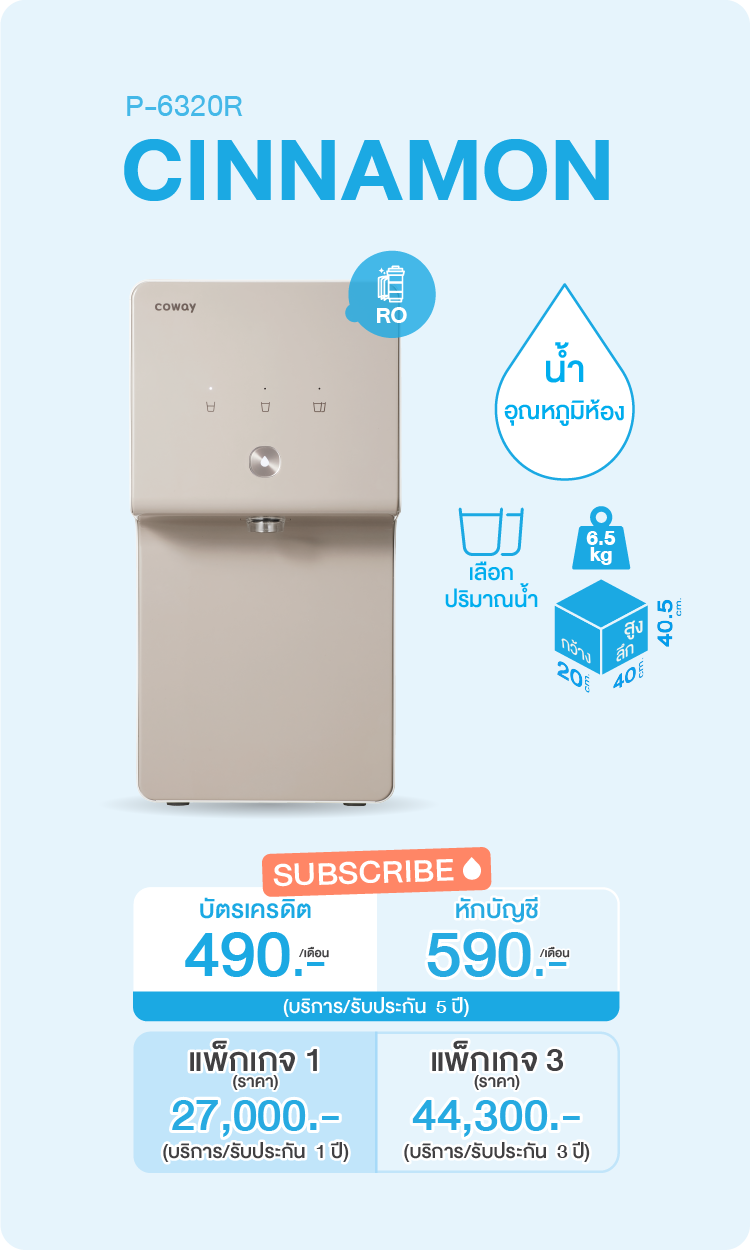 P-6320R
CINNAMON
coway
RO
น้ำ
อุณหภูมิห้อง
เลือก
ปริมาณน้ำ
6.5
kg
กว้าง
สูง
ลึก
20 cm.
40 cm.
40.5 cm.
SUBSCRIBE
บัตรเครดิต
490.- /เดือน
หักบัญชี
590.- /เดือน
(บริการ/รับประกัน 5 ปี)
แพ็กเกจ 1
(ราคา)
27,000.-
(บริการ/รับประกัน 1 ปี)
แพ็กเกจ 3
(ราคา)
44,300.-
(บริการ/รับประกัน 3 ปี)